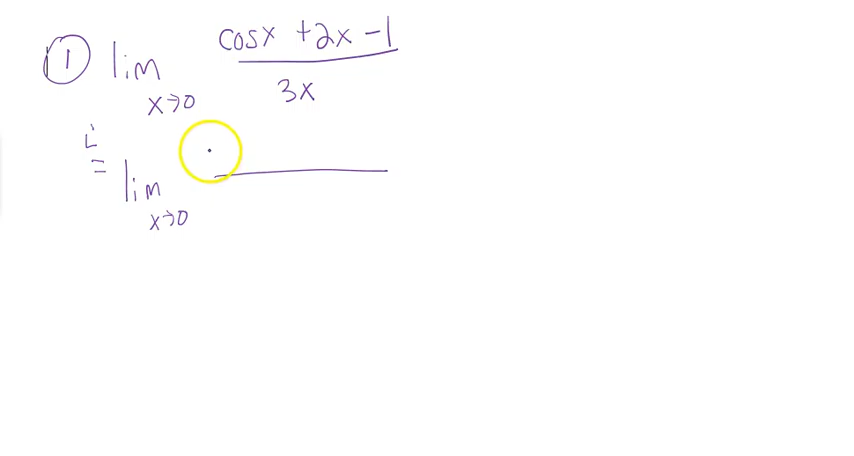 ① lim x→0 (cosx + 2x - 1) / 3x
L' = lim x→0